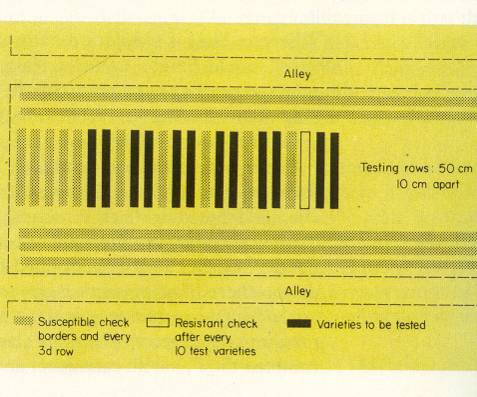 Alley
Testing rows: 50 cm
10 cm apart
Alley
Susceptible check
borders and every
3d row
Resistant check
after every
10 test varieties
Varieties to be tested